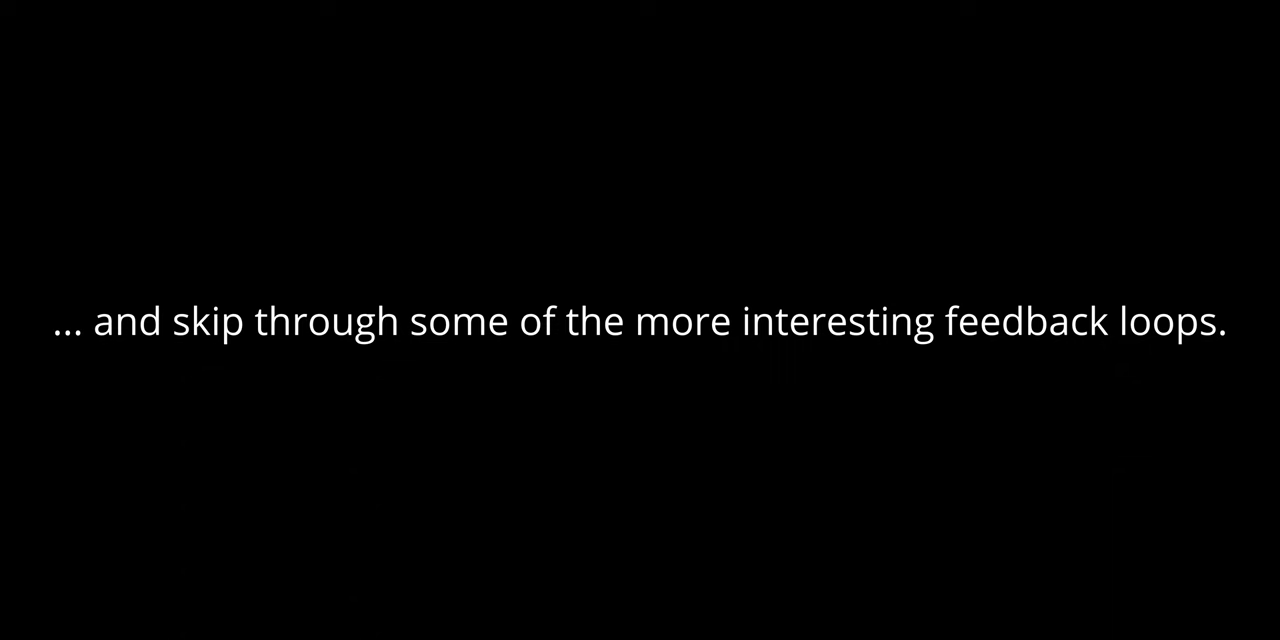 ... and skip through some of the more interesting feedback loops.